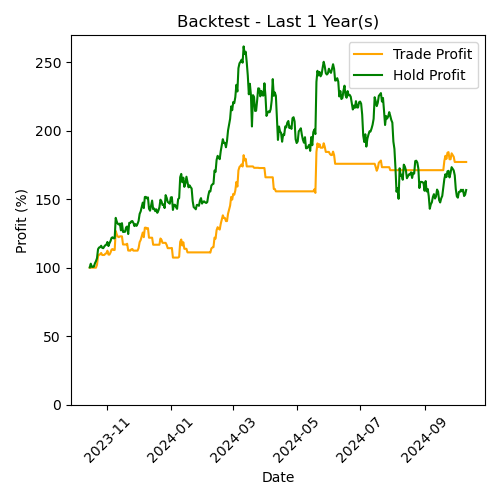 Backtest - Last 1 Year(s)
Trade Profit
Hold Profit
Profit (%)
250
200
150
100
50
0
2023-11
2024-01
2024-03
2024-05
2024-07
2024-09
Date